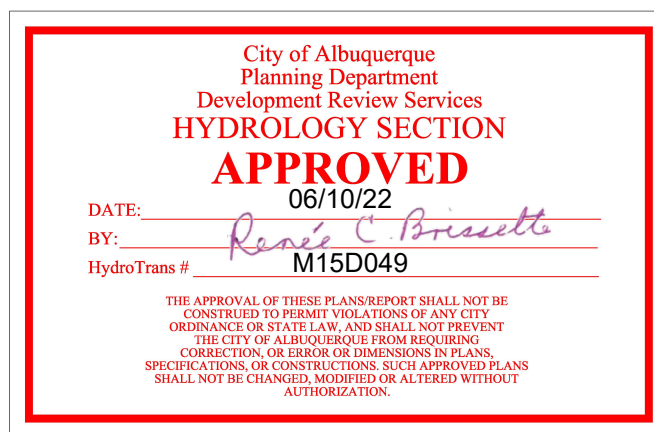 City of Albuquerque
Planning Department
Development Review Services
HYDROLOGY SECTION
APPROVED
DATE: 06/10/22
BY: Renée C. Brissette
HydroTrans # M15D049
THE APPROVAL OF THESE PLANS/REPORT SHALL NOT BE
CONSTRUED TO PERMIT VIOLATIONS OF ANY CITY
ORDINANCE OR STATE LAW, AND SHALL NOT PREVENT
THE CITY OF ALBUQUERQUE FROM REQUIRING
CORRECTION, OR ERROR OR DIMENSIONS IN PLANS,
SPECIFICATIONS, OR CONSTRUCTIONS. SUCH APPROVED PLANS
SHALL NOT BE CHANGED, MODIFIED OR ALTERED WITHOUT
AUTHORIZATION.